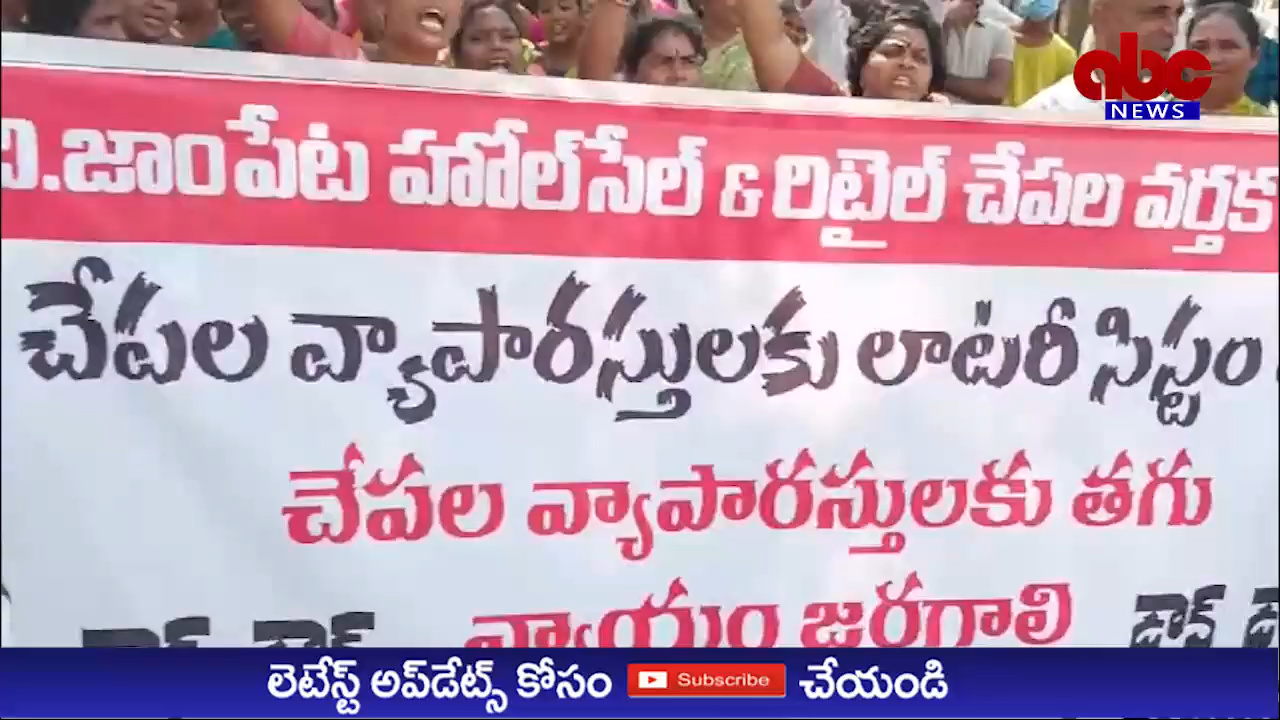 abc
NEWS
వి.జాంపేట హోల్‌సేల్ & రిటైల్ చేపల వర్తక
చేపల వ్యాపారస్తులకు లాటరీ సిస్టం
చేపల వ్యాపారస్తులకు తగు
న్యాయం జరగాలి డౌన్
లెటేస్ట్ అప్‌డేట్స్ కోసం Subscribe చేయండి